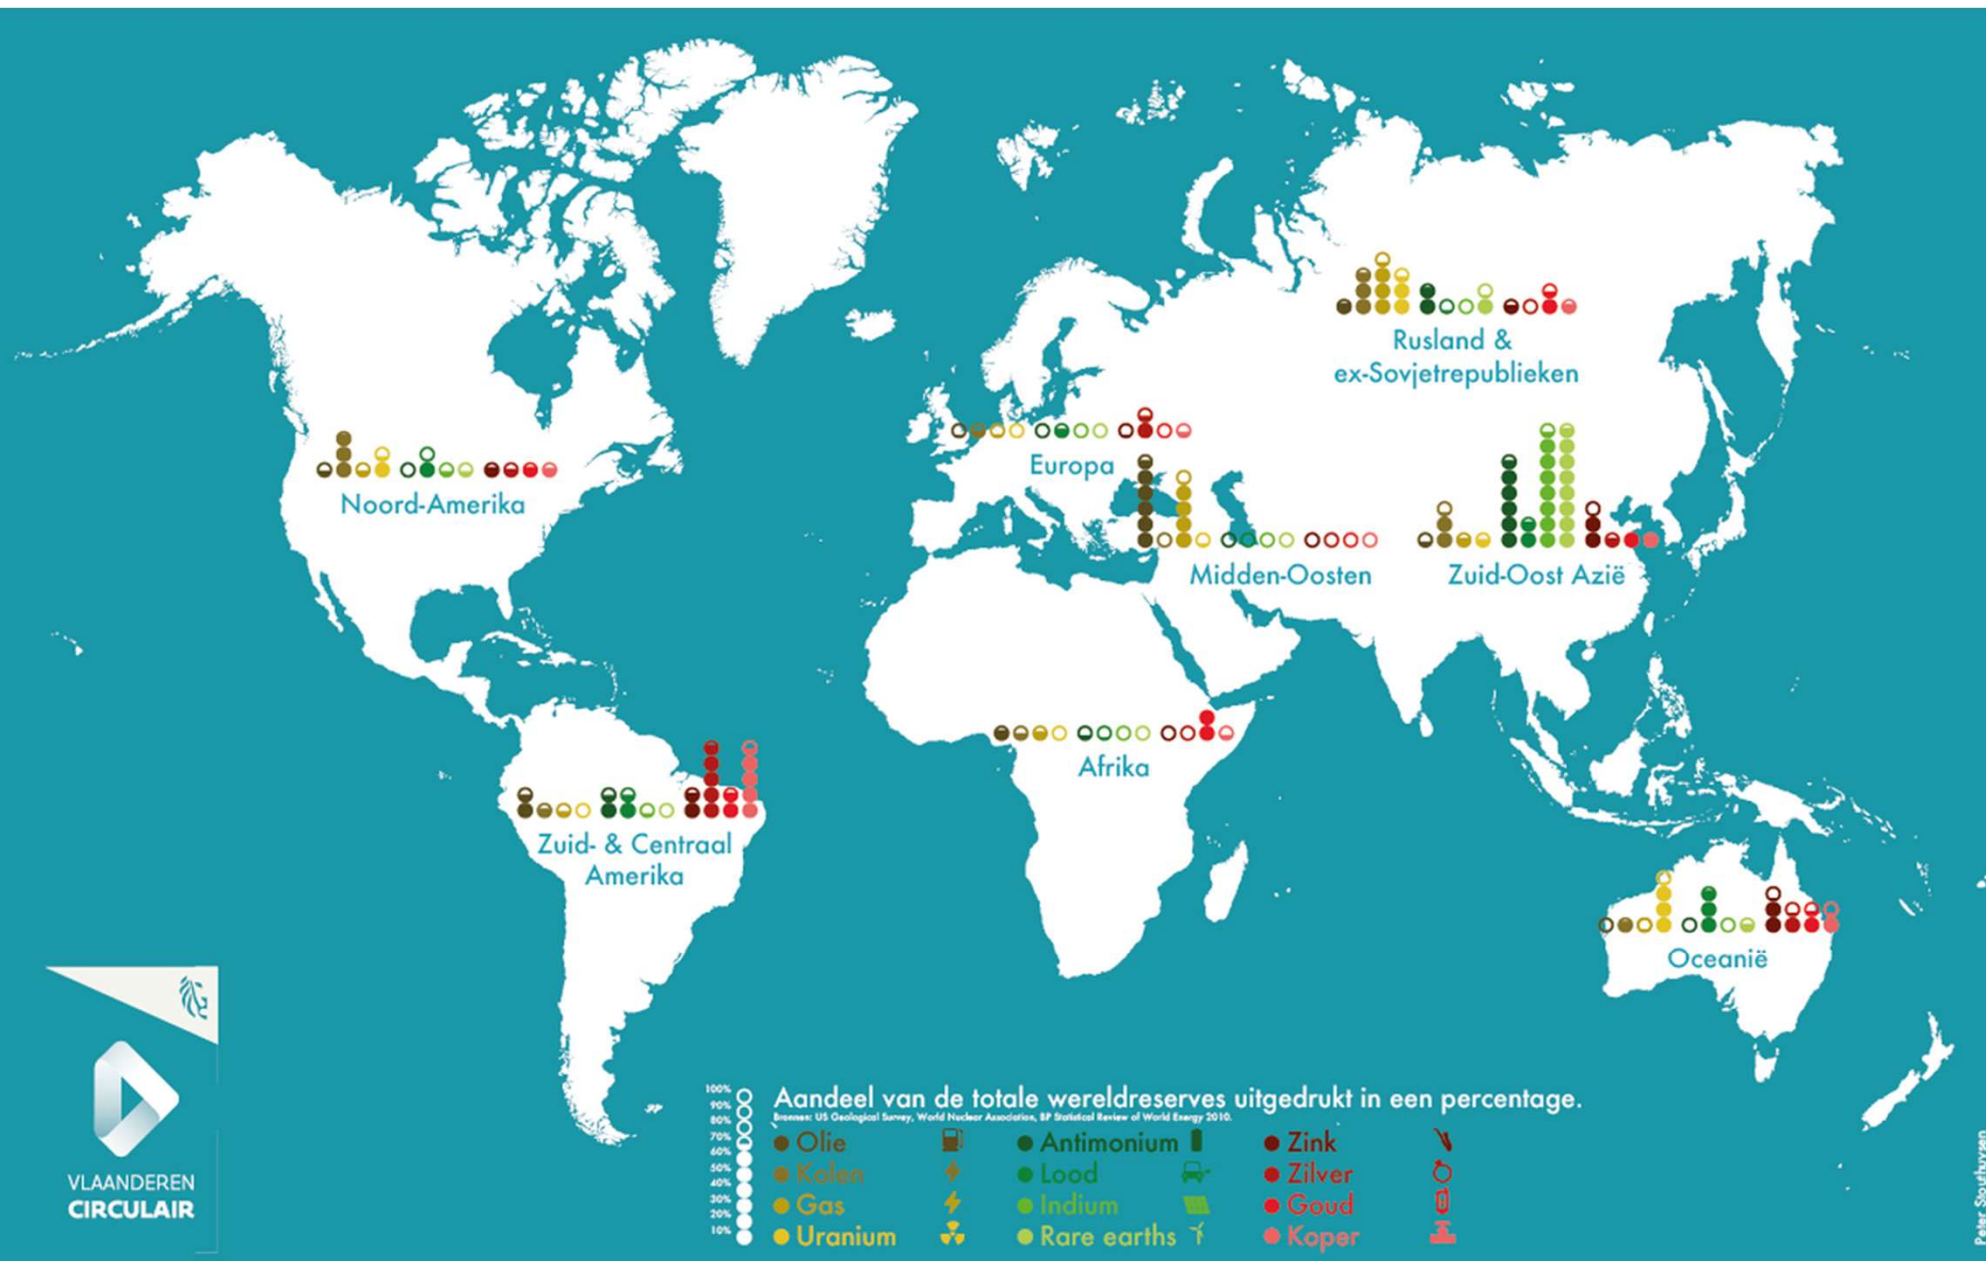 Rusland &
ex-Sovjetrepublieken
Noord-Amerika
Europa
Midden-Oosten
Zuid-Oost Azië
Afrika
Zuid- & Centraal
Amerika
Oceanië
VLAANDEREN
CIRCULAIR
100%
90%
80%
70%
60%
50%
40%
30%
20%
10%
Aandeel van de totale wereldreserves uitgedrukt in een percentage.
Bronnen: US Geological Survey, World Nuclear Association, BP Statistical Review of World Energy 2010.
Olie
Kolen
Gas
Uranium
Antimonium
Lood
Indium
Rare earths
Zink
Zilver
Goud
Koper
Peter Southuysen